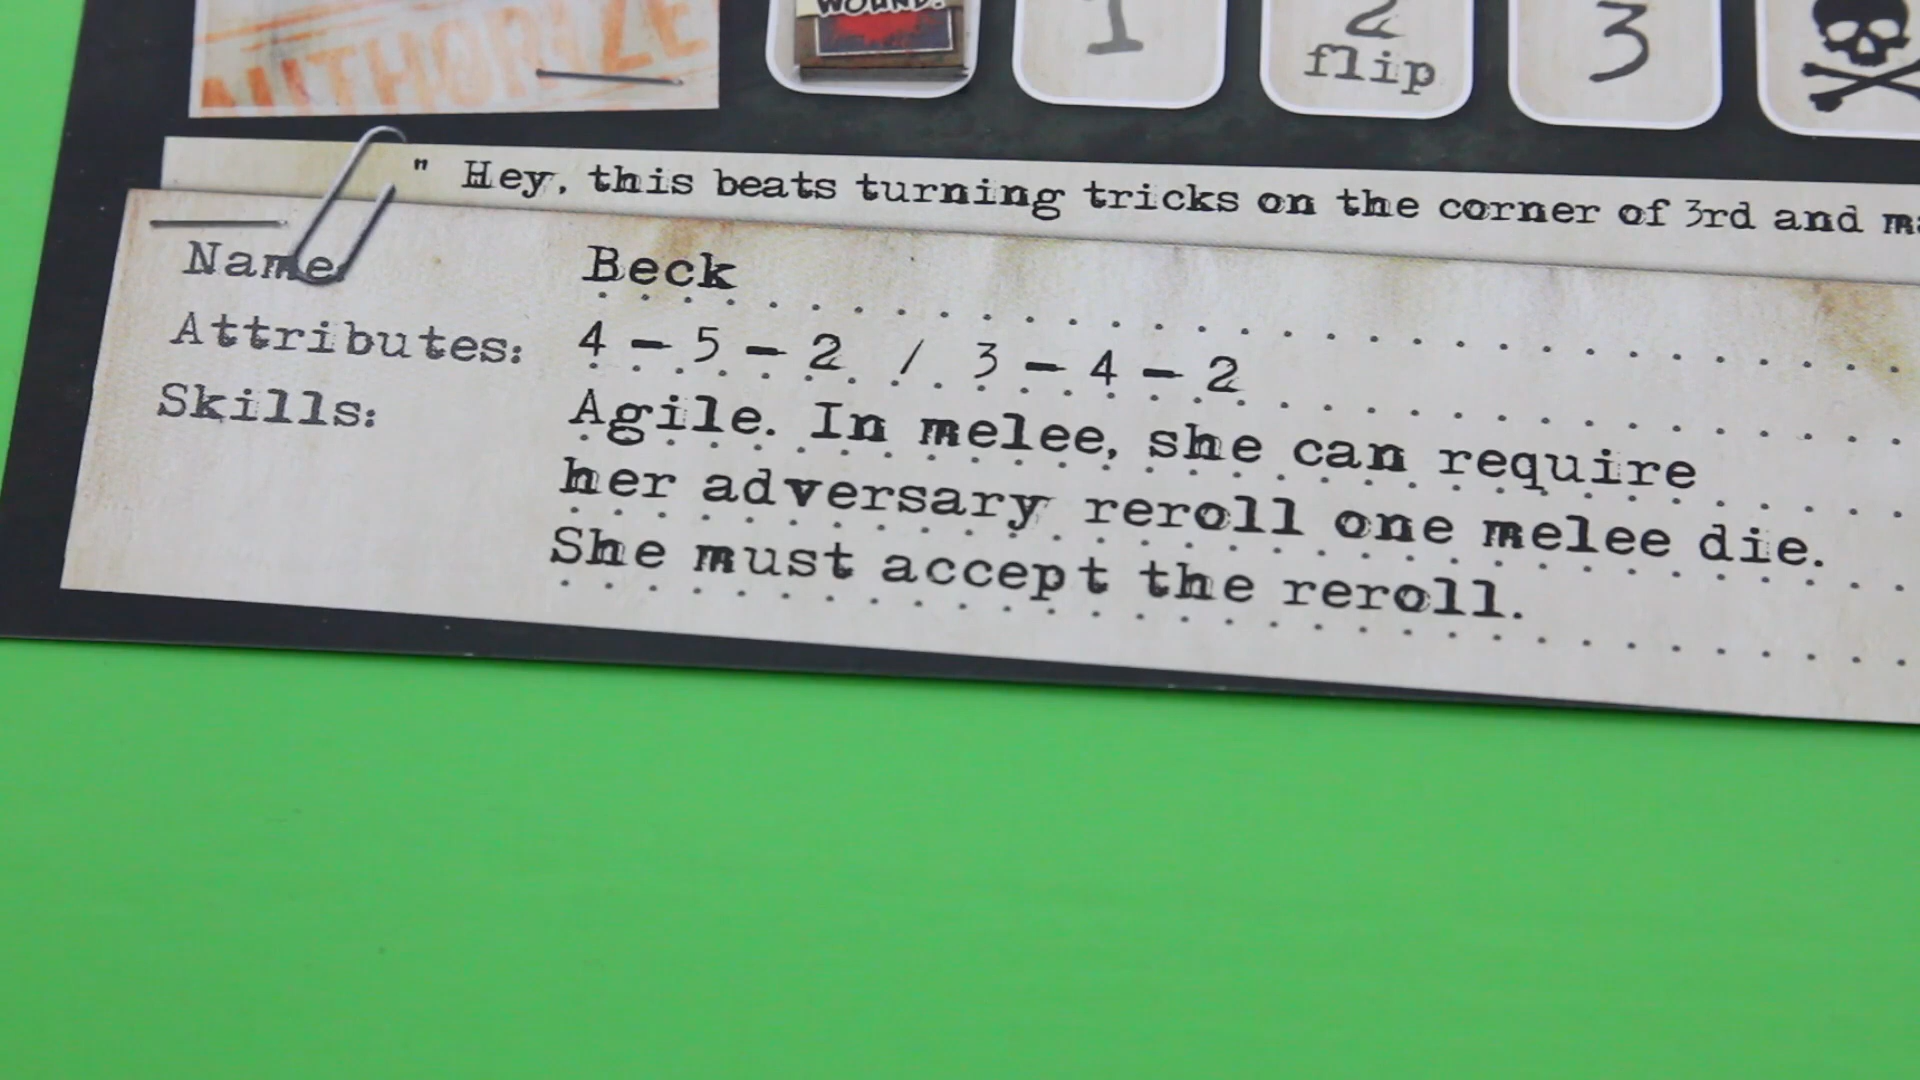 AUTHORIZE
WOUND!
1
2
flip
3
" Hey, this beats turning tricks on the corner of 3rd and
Name
Beck
Attributes:
4 - 5 - 2 / 3 - 4 - 2
Skills:
Agile. In melee, she can require
her adversary reroll one melee die.
She must accept the reroll.